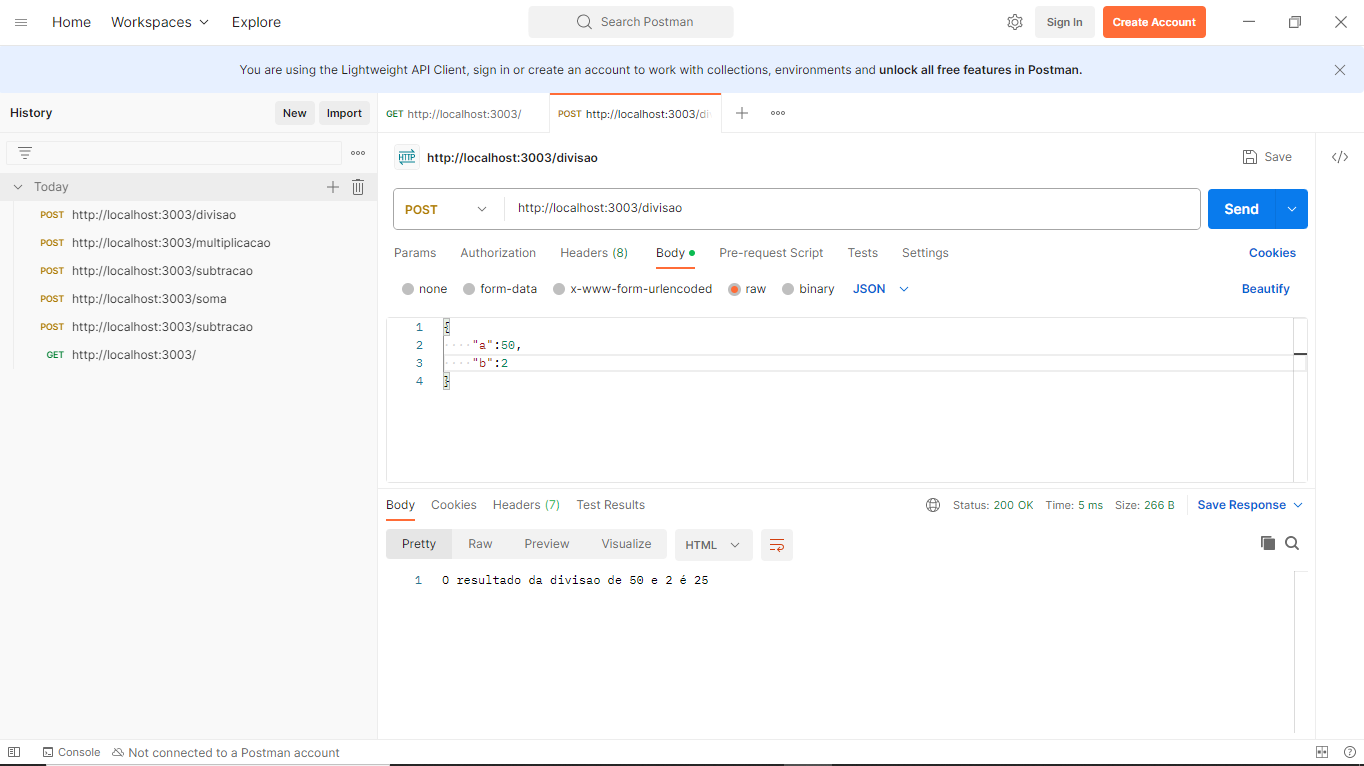 Home Workspaces Explore Search Postman Sign In Create Account
You are using the Lightweight API Client, sign in or create an account to work with collections, environments and unlock all free features in Postman.
History New Import
GET http://localhost:3003/ POST http://localhost:3003/di
HTTP http://localhost:3003/divisao Save
Today
POST http://localhost:3003/divisao
POST http://localhost:3003/multiplicacao
POST http://localhost:3003/subtracao
POST http://localhost:3003/soma
POST http://localhost:3003/subtracao
GET http://localhost:3003/
POST http://localhost:3003/divisao Send
Params Authorization Headers (8) Body Pre-request Script Tests Settings Cookies
none form-data x-www-form-urlencoded raw binary JSON Beautify
1 {
2 "a":50,
3 "b":2
4 }
Body Cookies Headers (7) Test Results Status: 200 OK Time: 5 ms Size: 266 B Save Response
Pretty Raw Preview Visualize HTML
1 O resultado da divisao de 50 e 2 é 25
Console Not connected to a Postman account